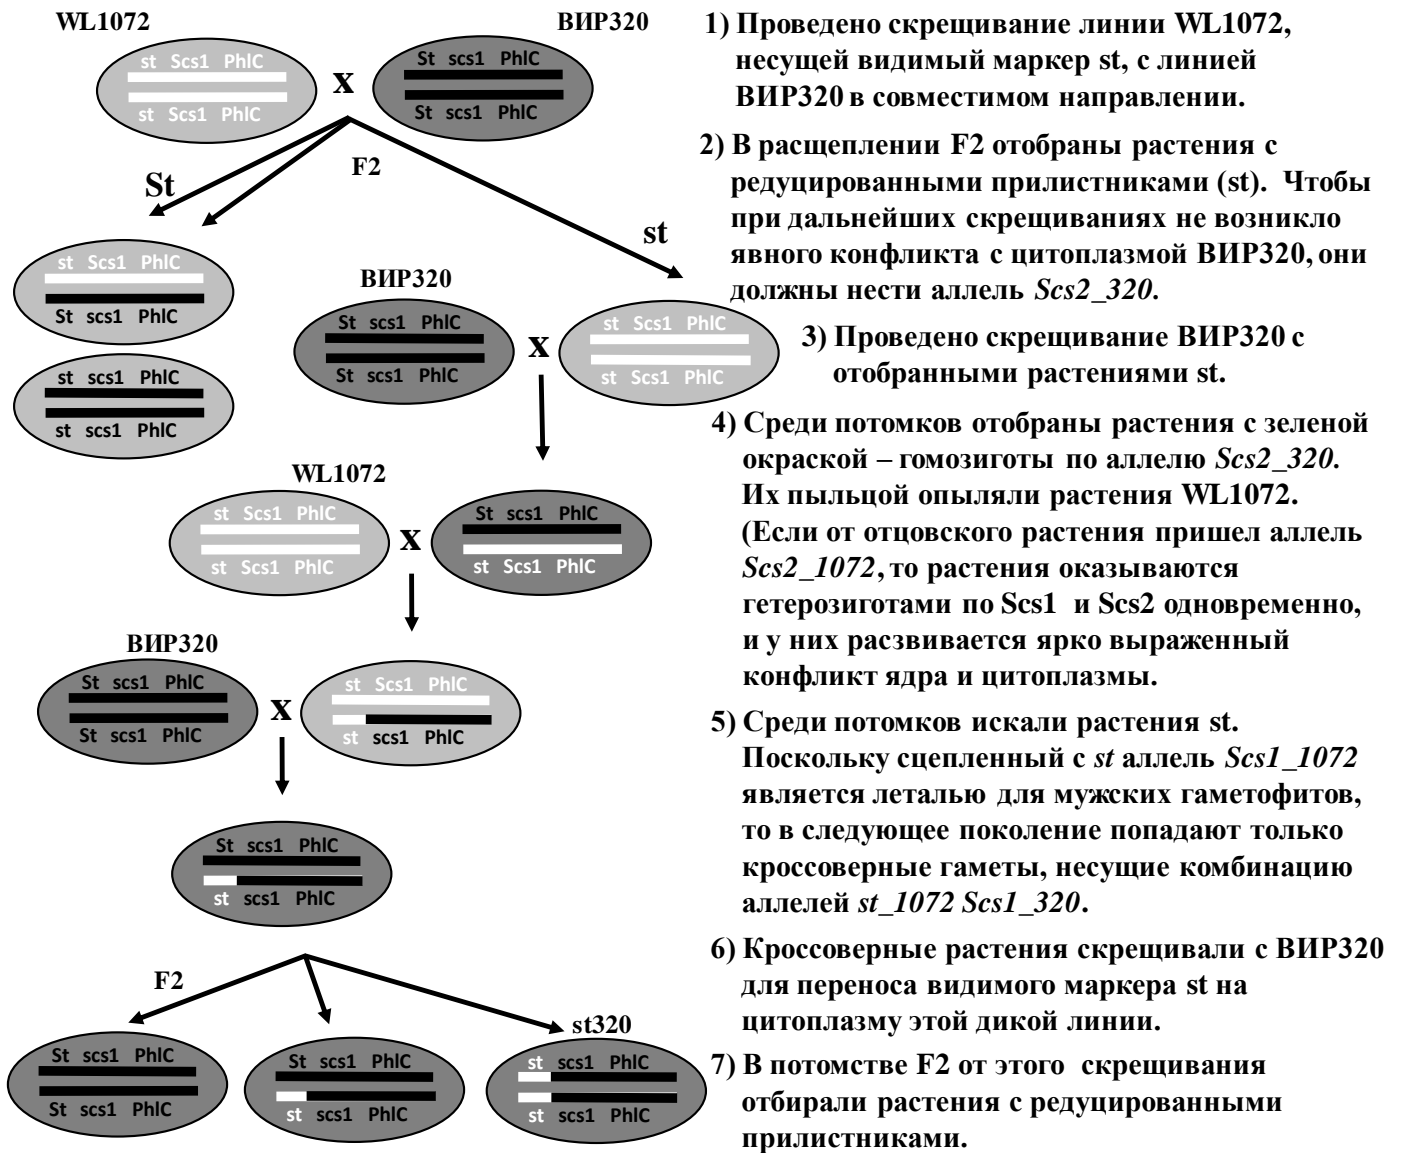 WL1072
ВИР320
st Scs1 PhlC
st Scs1 PhlC
x
St scs1 PhlC
St scs1 PhlC
F2
St
st
st Scs1 PhlC
St scs1 PhlC
st scs1 PhlC
st scs1 PhlC
ВИР320
St scs1 PhlC
St scs1 PhlC
x
st Scs1 PhlC
st Scs1 PhlC
WL1072
st Scs1 PhlC
st Scs1 PhlC
x
St scs1 PhlC
st Scs1 PhlC
ВИР320
St scs1 PhlC
St scs1 PhlC
x
st Scs1 PhlC
st scs1 PhlC
St scs1 PhlC
st scs1 PhlC
F2
St scs1 PhlC
St scs1 PhlC
St scs1 PhlC
st scs1 PhlC
st320
st scs1 PhlC
st scs1 PhlC
1) Проведено скрещивание линии WL1072,
несущей видимый маркер st, с линией
ВИР320 в совместимом направлении.
2) В расщеплении F2 отобраны растения с
редуцированными прилистниками (st). Чтобы
при дальнейших скрещиваниях не возникло
явного конфликта с цитоплазмой ВИР320, они
должны нести аллель Scs2_320.
3) Проведено скрещивание ВИР320 с
отобранными растениями st.
4) Среди потомков отобраны растения с зеленой
окраской – гомозиготы по аллелю Scs2_320.
Их пыльцой опыляли растения WL1072.
(Если от отцовского растения пришел аллель
Scs2_1072, то растения оказываются
гетерозиготами по Scs1 и Scs2 одновременно,
и у них расзвивается ярко выраженный
конфликт ядра и цитоплазмы.
5) Среди потомков искали растения st.
Поскольку сцепленный с st аллель Scs1_1072
является леталью для мужских гаметофитов,
то в следующее поколение попадают только
кроссоверные гаметы, несущие комбинацию
аллелей st_1072 Scs1_320.
6) Кроссоверные растения скрещивали с ВИР320
для переноса видимого маркера st на
цитоплазму этой дикой линии.
7) В потомстве F2 от этого скрещивания
отбирали растения с редуцированными
прилистниками.